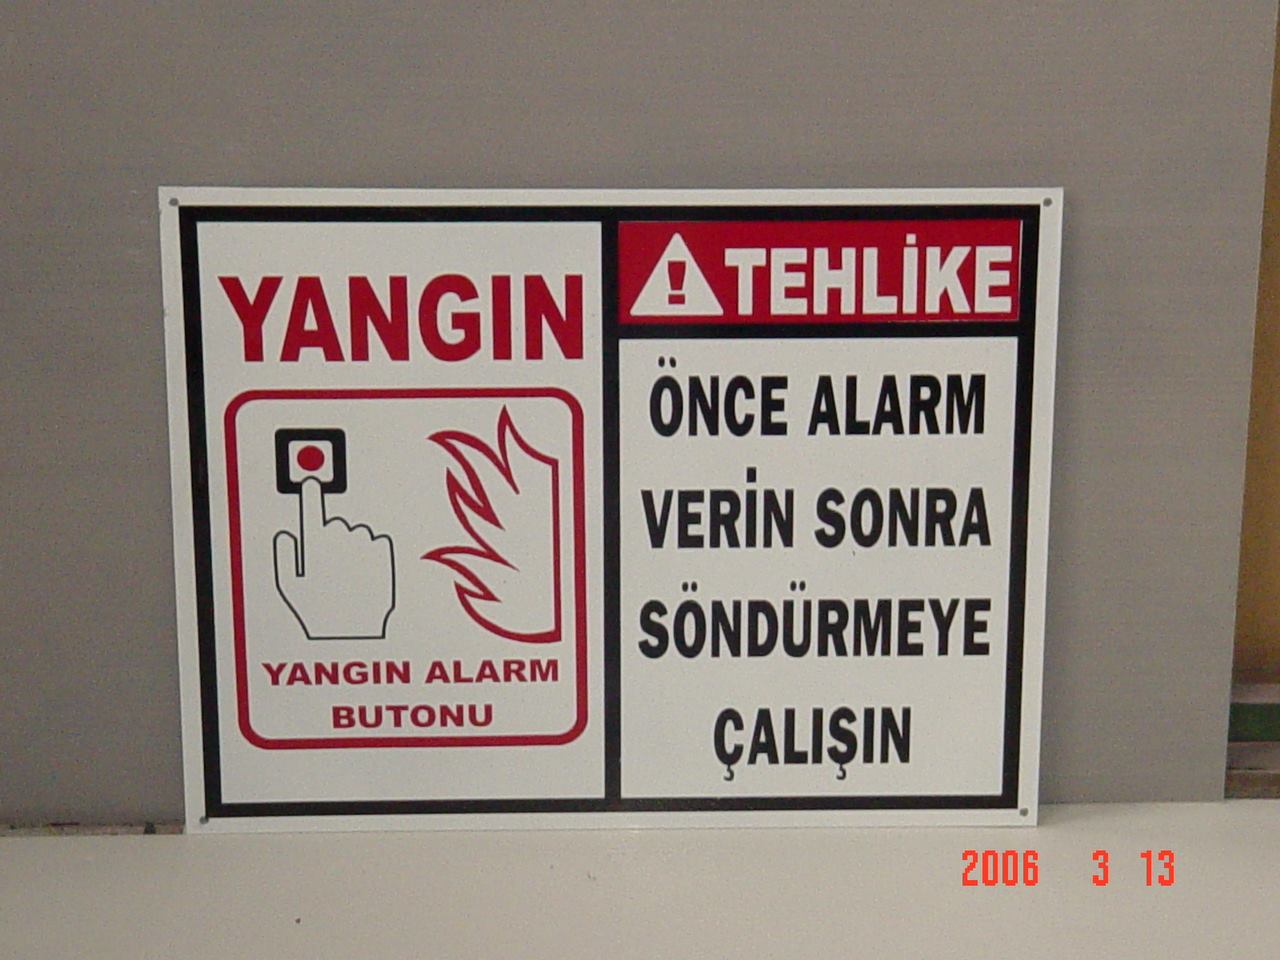 YANGIN
YANGIN ALARM
BUTONU
TEHLİKE
ÖNCE ALARM
VERİN SONRA
SÖNDÜRMEYE
ÇALIŞIN
2006 3 13